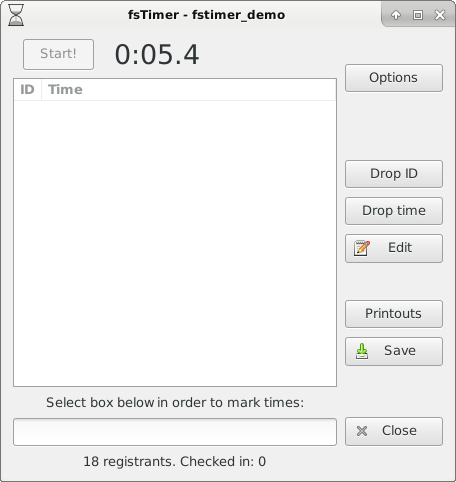 fsTimer - fstimer_demo
Start! 0:05.4
Options
ID Time
Drop ID
Drop time
Edit
Printouts
Save
Select box below in order to mark times:
Close
18 registrants. Checked in: 0